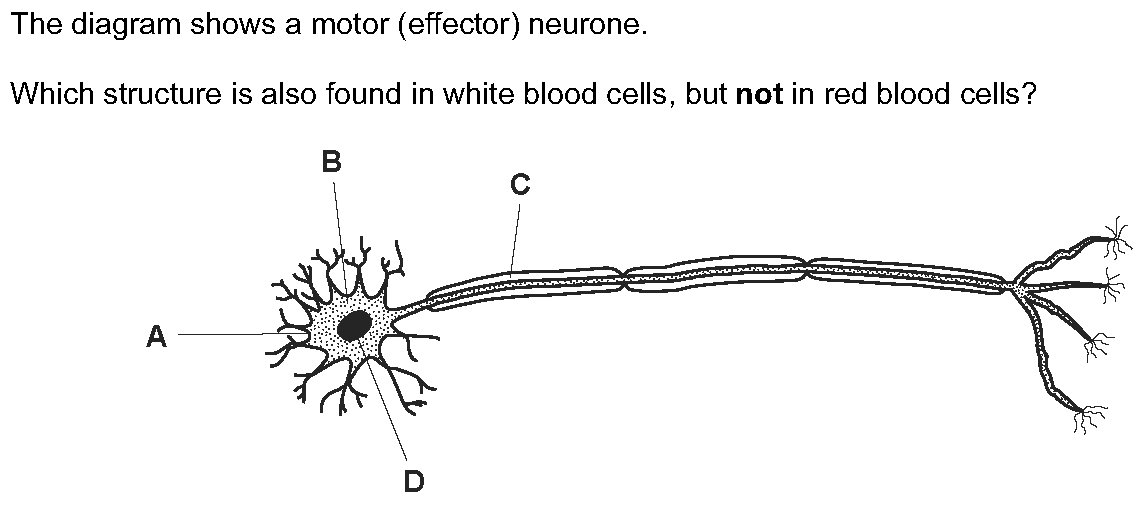 The diagram shows a motor (effector) neurone.
Which structure is also found in white blood cells, but not in red blood cells?
B
C
A
D